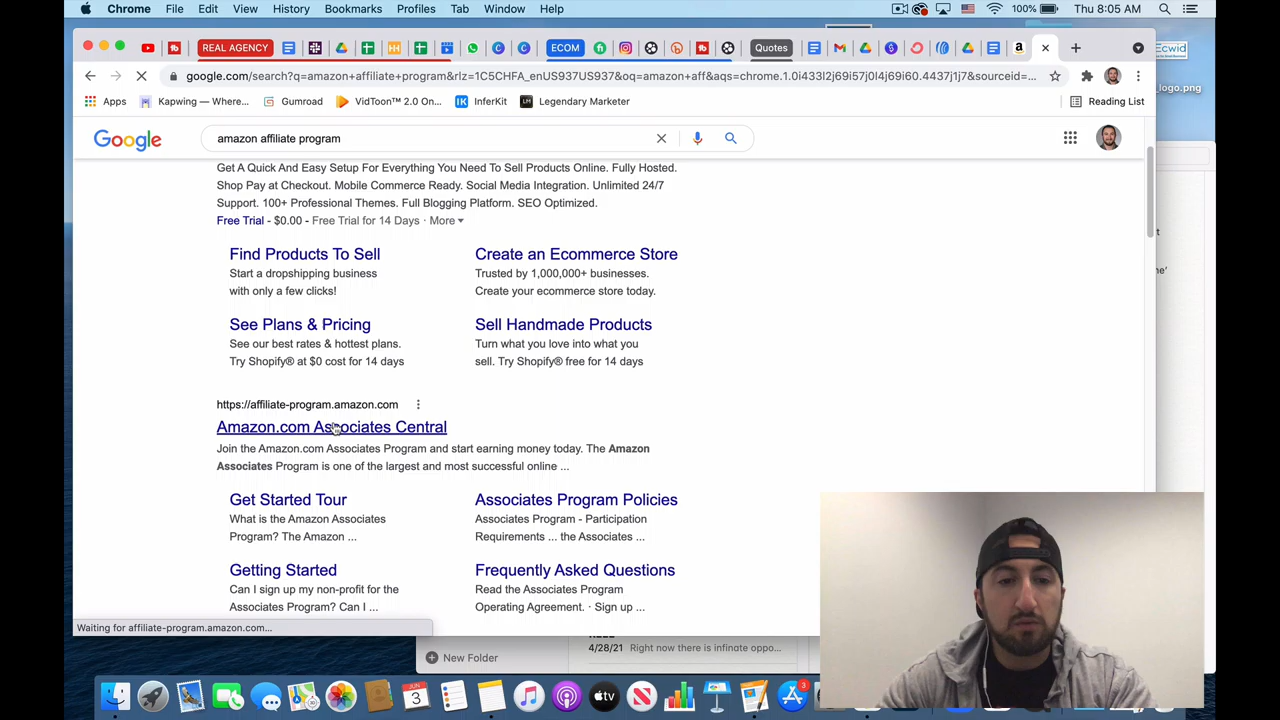 Chrome File Edit View History Bookmarks Profiles Tab Window Help 100% Thu 8:05 AM
REAL AGENCY ECOM Quotes
google.com/search?q=amazon+affiliate+program&rlz=1C5CHFA_enUS937US937&oq=amazon+aff&aqs=chrome.1.0i433l2j69i57j0l4j69i60.4437j1j7&sourceid=...
Apps Kapwing — Where... Gumroad VidToon™ 2.0 On... InferKit Legendary Marketer Reading List
Ecwid
_logo.png
Google amazon affiliate program
Get A Quick And Easy Setup For Everything You Need To Sell Products Online. Fully Hosted.
Shop Pay at Checkout. Mobile Commerce Ready. Social Media Integration. Unlimited 24/7
Support. 100+ Professional Themes. Full Blogging Platform. SEO Optimized.
Free Trial - $0.00 - Free Trial for 14 Days · More
Find Products To Sell
Start a dropshipping business
with only a few clicks!
Create an Ecommerce Store
Trusted by 1,000,000+ businesses.
Create your ecommerce store today.
See Plans & Pricing
See our best rates & hottest plans.
Try Shopify® at $0 cost for 14 days
Sell Handmade Products
Turn what you love into what you
sell. Try Shopify® free for 14 days
https://affiliate-program.amazon.com
Amazon.com Associates Central
Join the Amazon.com Associates Program and start earning money today. The Amazon
Associates Program is one of the largest and most successful online ...
Get Started Tour
What is the Amazon Associates
Program? The Amazon ...
Associates Program Policies
Associates Program - Participation
Requirements ... the Associates ...
Getting Started
Can I sign up my non-profit for the
Associates Program? Can I ...
Frequently Asked Questions
Read the Associates Program
Operating Agreement. · Sign up ...
Waiting for affiliate-program.amazon.com...
4/28/21 Right now there is infinate oppo...
New Folder
JUN
3
tv
3